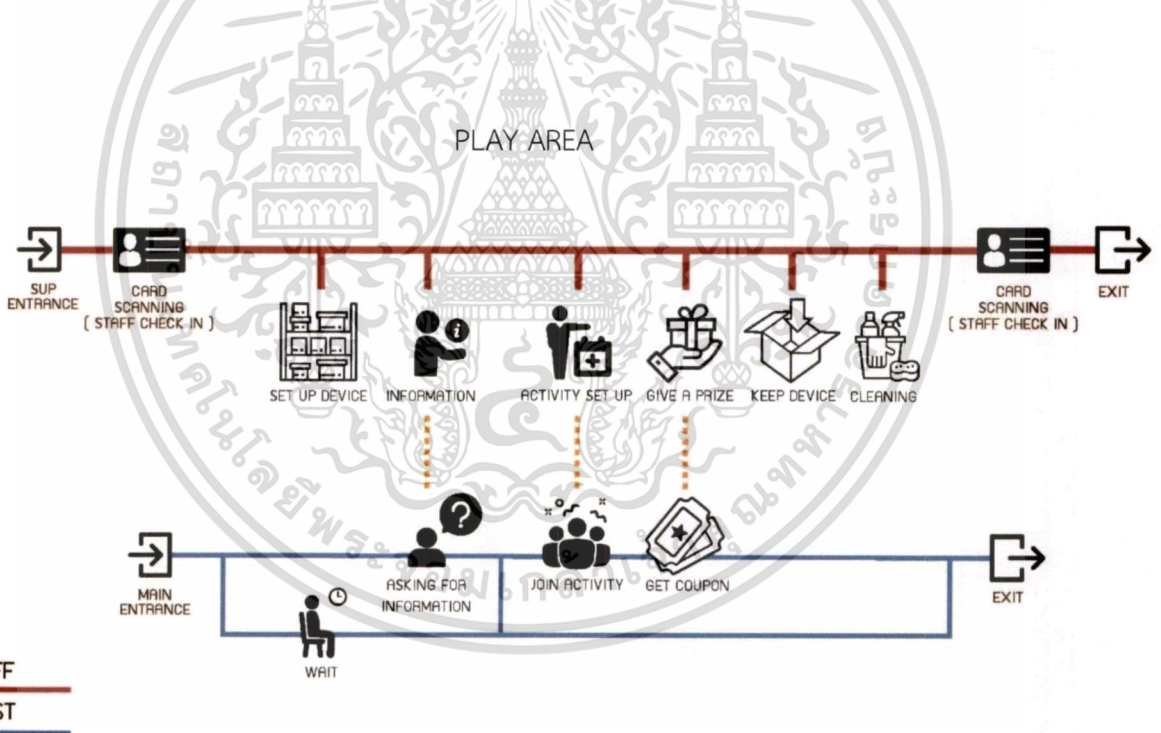 PLAY AREA
SUP
ENTRANCE
CARD
SCANNING
( STAFF CHECK IN )
SET UP DEVICE
INFORMATION
ACTIVITY SET UP
GIVE A PRIZE
KEEP DEVICE
CLEANING
CARD
SCANNING
( STAFF CHECK IN )
EXIT
MAIN
ENTRANCE
WAIT
ASKING FOR
INFORMATION
JOIN ACTIVITY
GET COUPON
EXIT
FF
ST